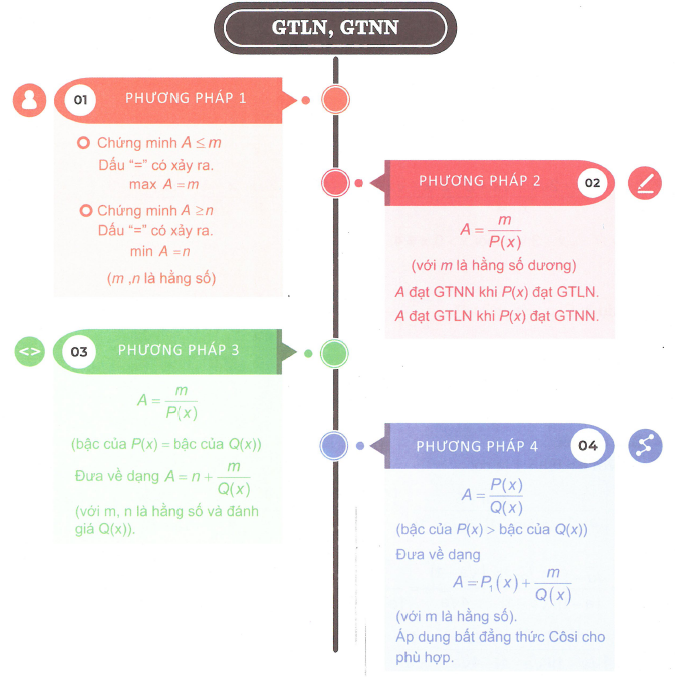 GTLN, GTNN
01 PHƯƠNG PHÁP 1
Chứng minh A ≤ m
Dấu “=” có xảy ra.
max A = m
Chứng minh A ≥ n
Dấu “=” có xảy ra.
min A = n
(m ,n là hằng số)
PHƯƠNG PHÁP 2 02
A = m / P(x)
(với m là hằng số dương)
A đạt GTNN khi P(x) đạt GTLN.
A đạt GTLN khi P(x) đạt GTNN.
<> 03 PHƯƠNG PHÁP 3
A = m / P(x)
(bậc của P(x) = bậc của Q(x))
Đưa về dạng A = n + m / Q(x)
(với m, n là hằng số và đánh
giá Q(x)).
PHƯƠNG PHÁP 4 04
A = P(x) / Q(x)
(bậc của P(x) > bậc của Q(x))
Đưa về dạng
A = P₁(x) + m / Q(x)
(với m là hằng số).
Áp dụng bất đẳng thức Côsi cho
phù hợp.